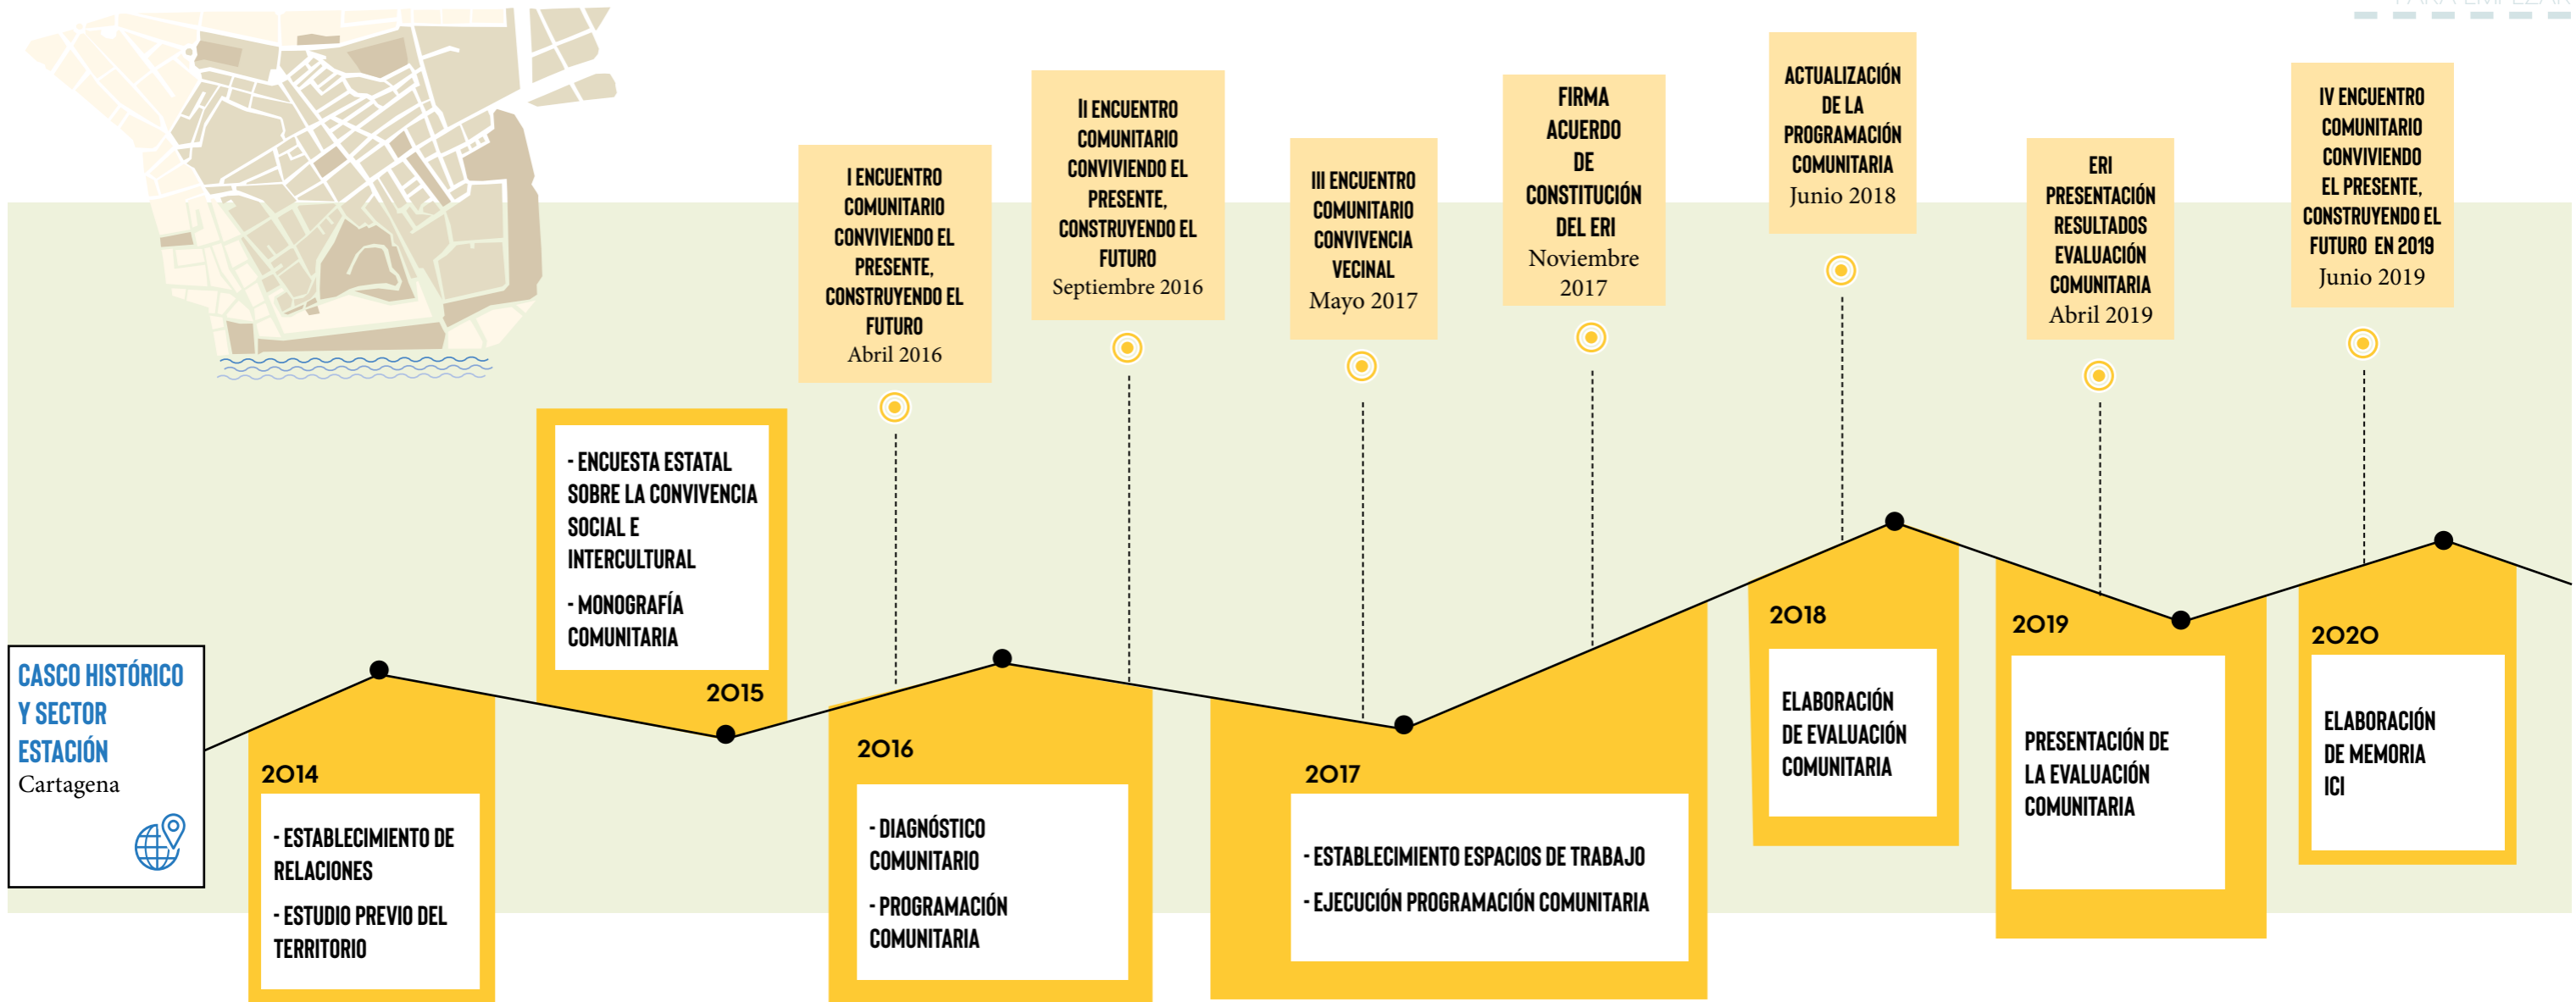 PARA EMPEZAR
I ENCUENTRO
COMUNITARIO
CONVIVIENDO EL
PRESENTE,
CONSTRUYENDO EL
FUTURO
Abril 2016
II ENCUENTRO
COMUNITARIO
CONVIVIENDO EL
PRESENTE,
CONSTRUYENDO EL
FUTURO
Septiembre 2016
III ENCUENTRO
COMUNITARIO
CONVIVENCIA
VECINAL
Mayo 2017
FIRMA
ACUERDO
DE
CONSTITUCIÓN
DEL ERI
Noviembre
2017
ACTUALIZACIÓN
DE LA
PROGRAMACIÓN
COMUNITARIA
Junio 2018
ERI
PRESENTACIÓN
RESULTADOS
EVALUACIÓN
COMUNITARIA
Abril 2019
IV ENCUENTRO
COMUNITARIO
CONVIVIENDO
EL PRESENTE,
CONSTRUYENDO EL
FUTURO EN 2019
Junio 2019
CASCO HISTÓRICO
Y SECTOR
ESTACIÓN
Cartagena
2014
- ESTABLECIMIENTO DE
RELACIONES
- ESTUDIO PREVIO DEL
TERRITORIO
- ENCUESTA ESTATAL
SOBRE LA CONVIVENCIA
SOCIAL E
INTERCULTURAL
- MONOGRAFÍA
COMUNITARIA
2015
2016
- DIAGNÓSTICO
COMUNITARIO
- PROGRAMACIÓN
COMUNITARIA
2017
- ESTABLECIMIENTO ESPACIOS DE TRABAJO
- EJECUCIÓN PROGRAMACIÓN COMUNITARIA
2018
ELABORACIÓN
DE EVALUACIÓN
COMUNITARIA
2019
PRESENTACIÓN DE
LA EVALUACIÓN
COMUNITARIA
2020
ELABORACIÓN
DE MEMORIA
ICI